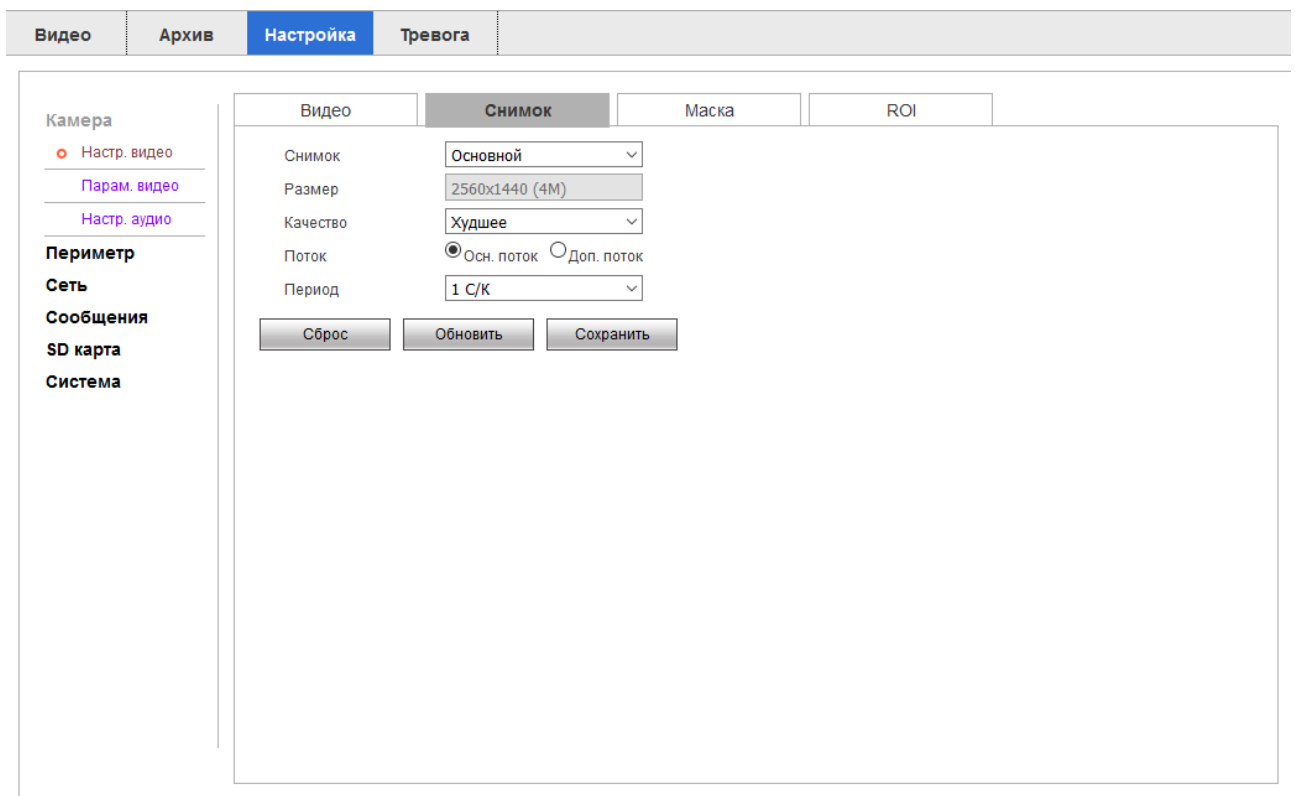 Видео Архив Настройка Тревога
Видео Снимок Маска ROI
Камера
Настр. видео
Парам. видео
Настр. аудио
Периметр
Сеть
Сообщения
SD карта
Система
Снимок Основной
Размер 2560x1440 (4M)
Качество Худшее
Поток Осн. поток Доп. поток
Период 1 С/К
Сброс Обновить Сохранить